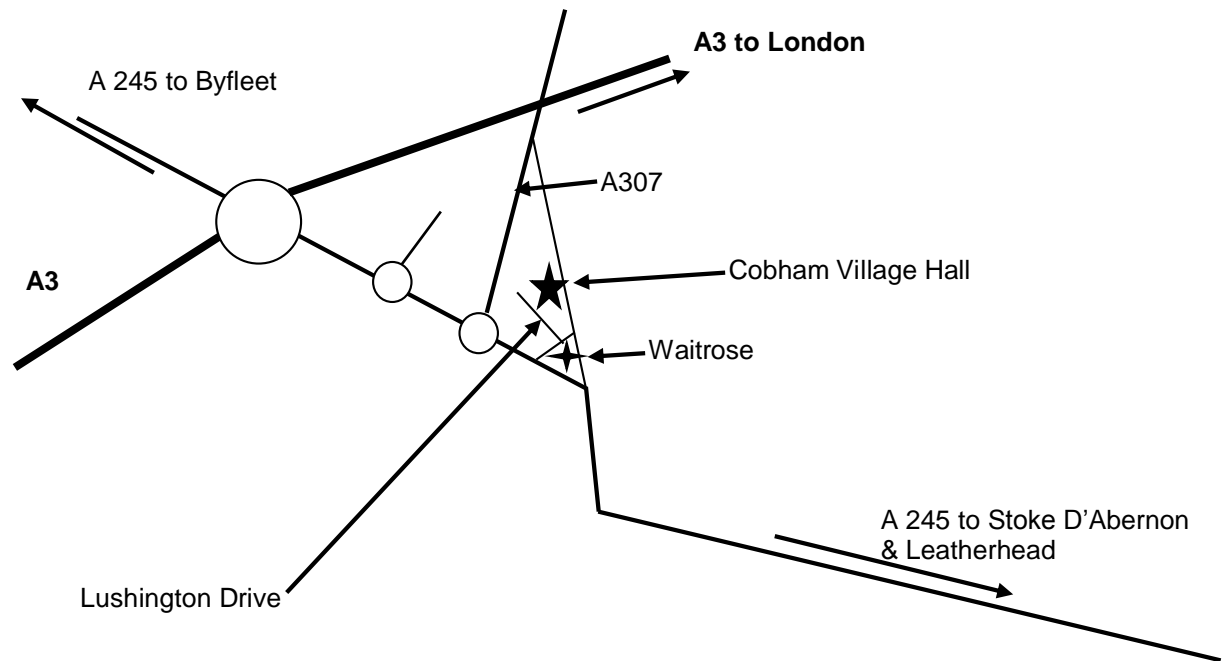 A3 to London
A 245 to Byfleet
A307
Cobham Village Hall
A3
Waitrose
A 245 to Stoke D’Abernon
& Leatherhead
Lushington Drive